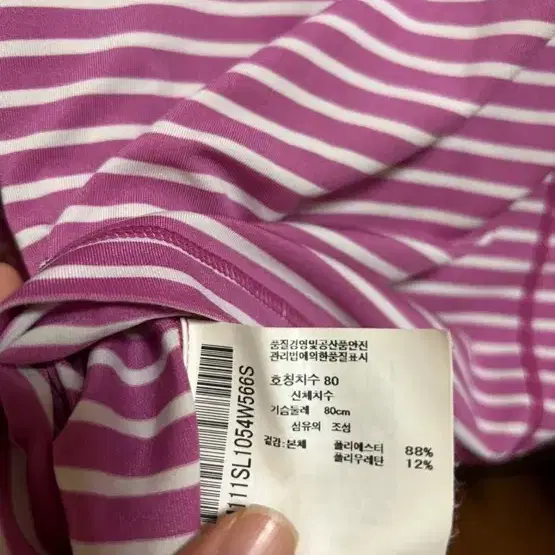 품질경영및공산품안전
관리법에의한품질표시
호칭치수 80
신체치수
가슴둘레 80cm
섬유의 조성
겉감:본체 폴리에스터 88%
폴리우레탄 12%
111SL1054W566S